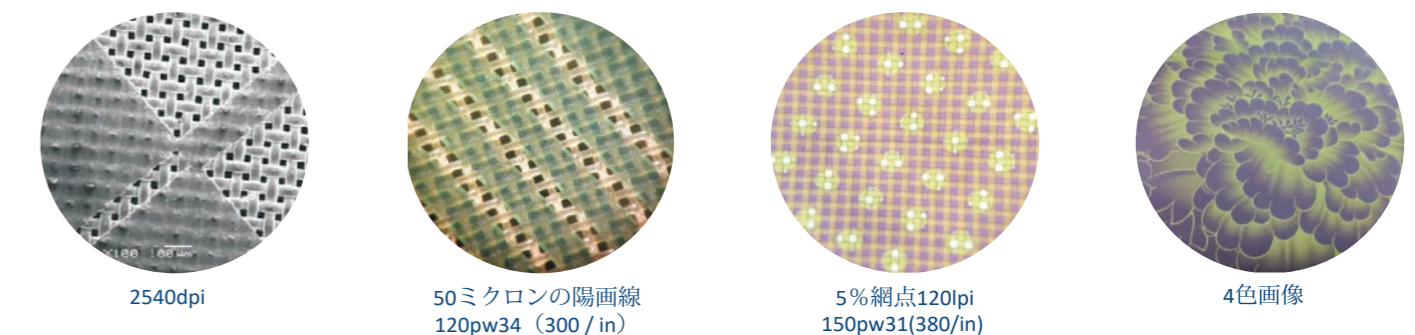 X100 100μm
2540dpi
50ミクロンの陽画線
120pw34（300 / in）
5％網点120lpi
150pw31(380/in)
4色画像